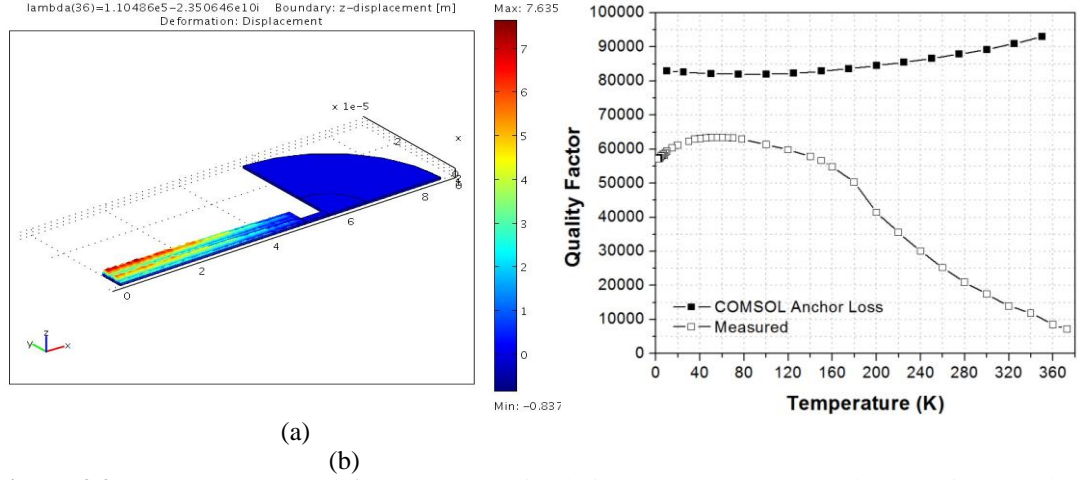 lambda(36)=1.10486e5-2.350646e10i Boundary: z-displacement [m]
Deformation: Displacement
Max: 7.635
7
6
5
4
3
2
1
0
Min: -0.837
x 1e-5
x
2
8
6
4
2
0
z
y
x
(a)
(b)
100000
90000
80000
70000
60000
50000
40000
30000
20000
10000
0
Quality Factor
COMSOL Anchor Loss
Measured
0 40 80 120 160 200 240 280 320 360
Temperature (K)